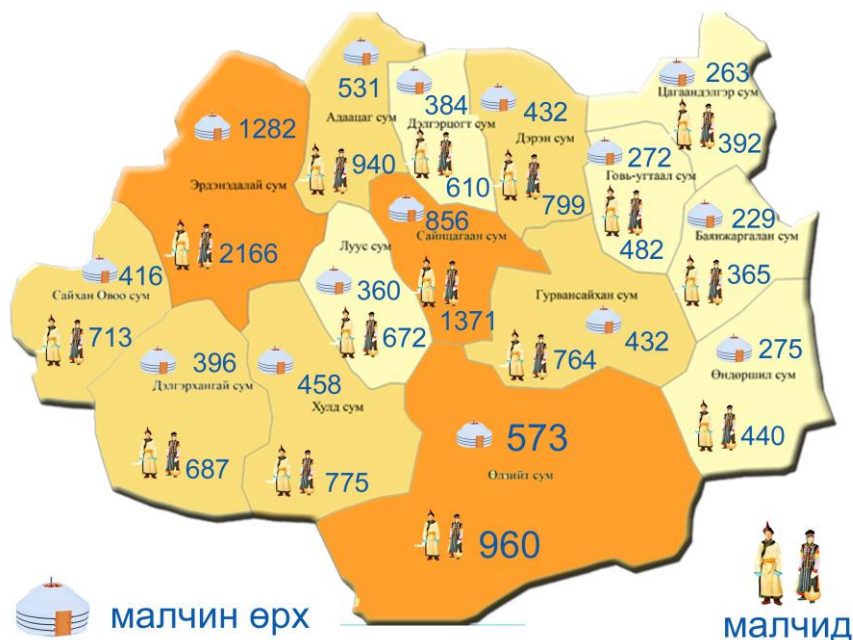 531
Адаацаг сум
940
384
Дэлгэрцогт сум
610
432
Дэрэн сум
799
263
Цагаандэлгэр сум
392
1282
Эрдэнэдалай сум
2166
272
Говь-угтаал сум
482
856
Сайнцагаан сум
1371
229
Баянжаргалан сум
365
416
Сайхан Овоо сум
713
Луус сум
360
672
Гурвансайхан сум
432
764
275
Өндөршил сум
440
396
Дэлгэрхангай сум
687
458
Хулд сум
775
573
Өлзийт сум
960
малчин өрх
малчид